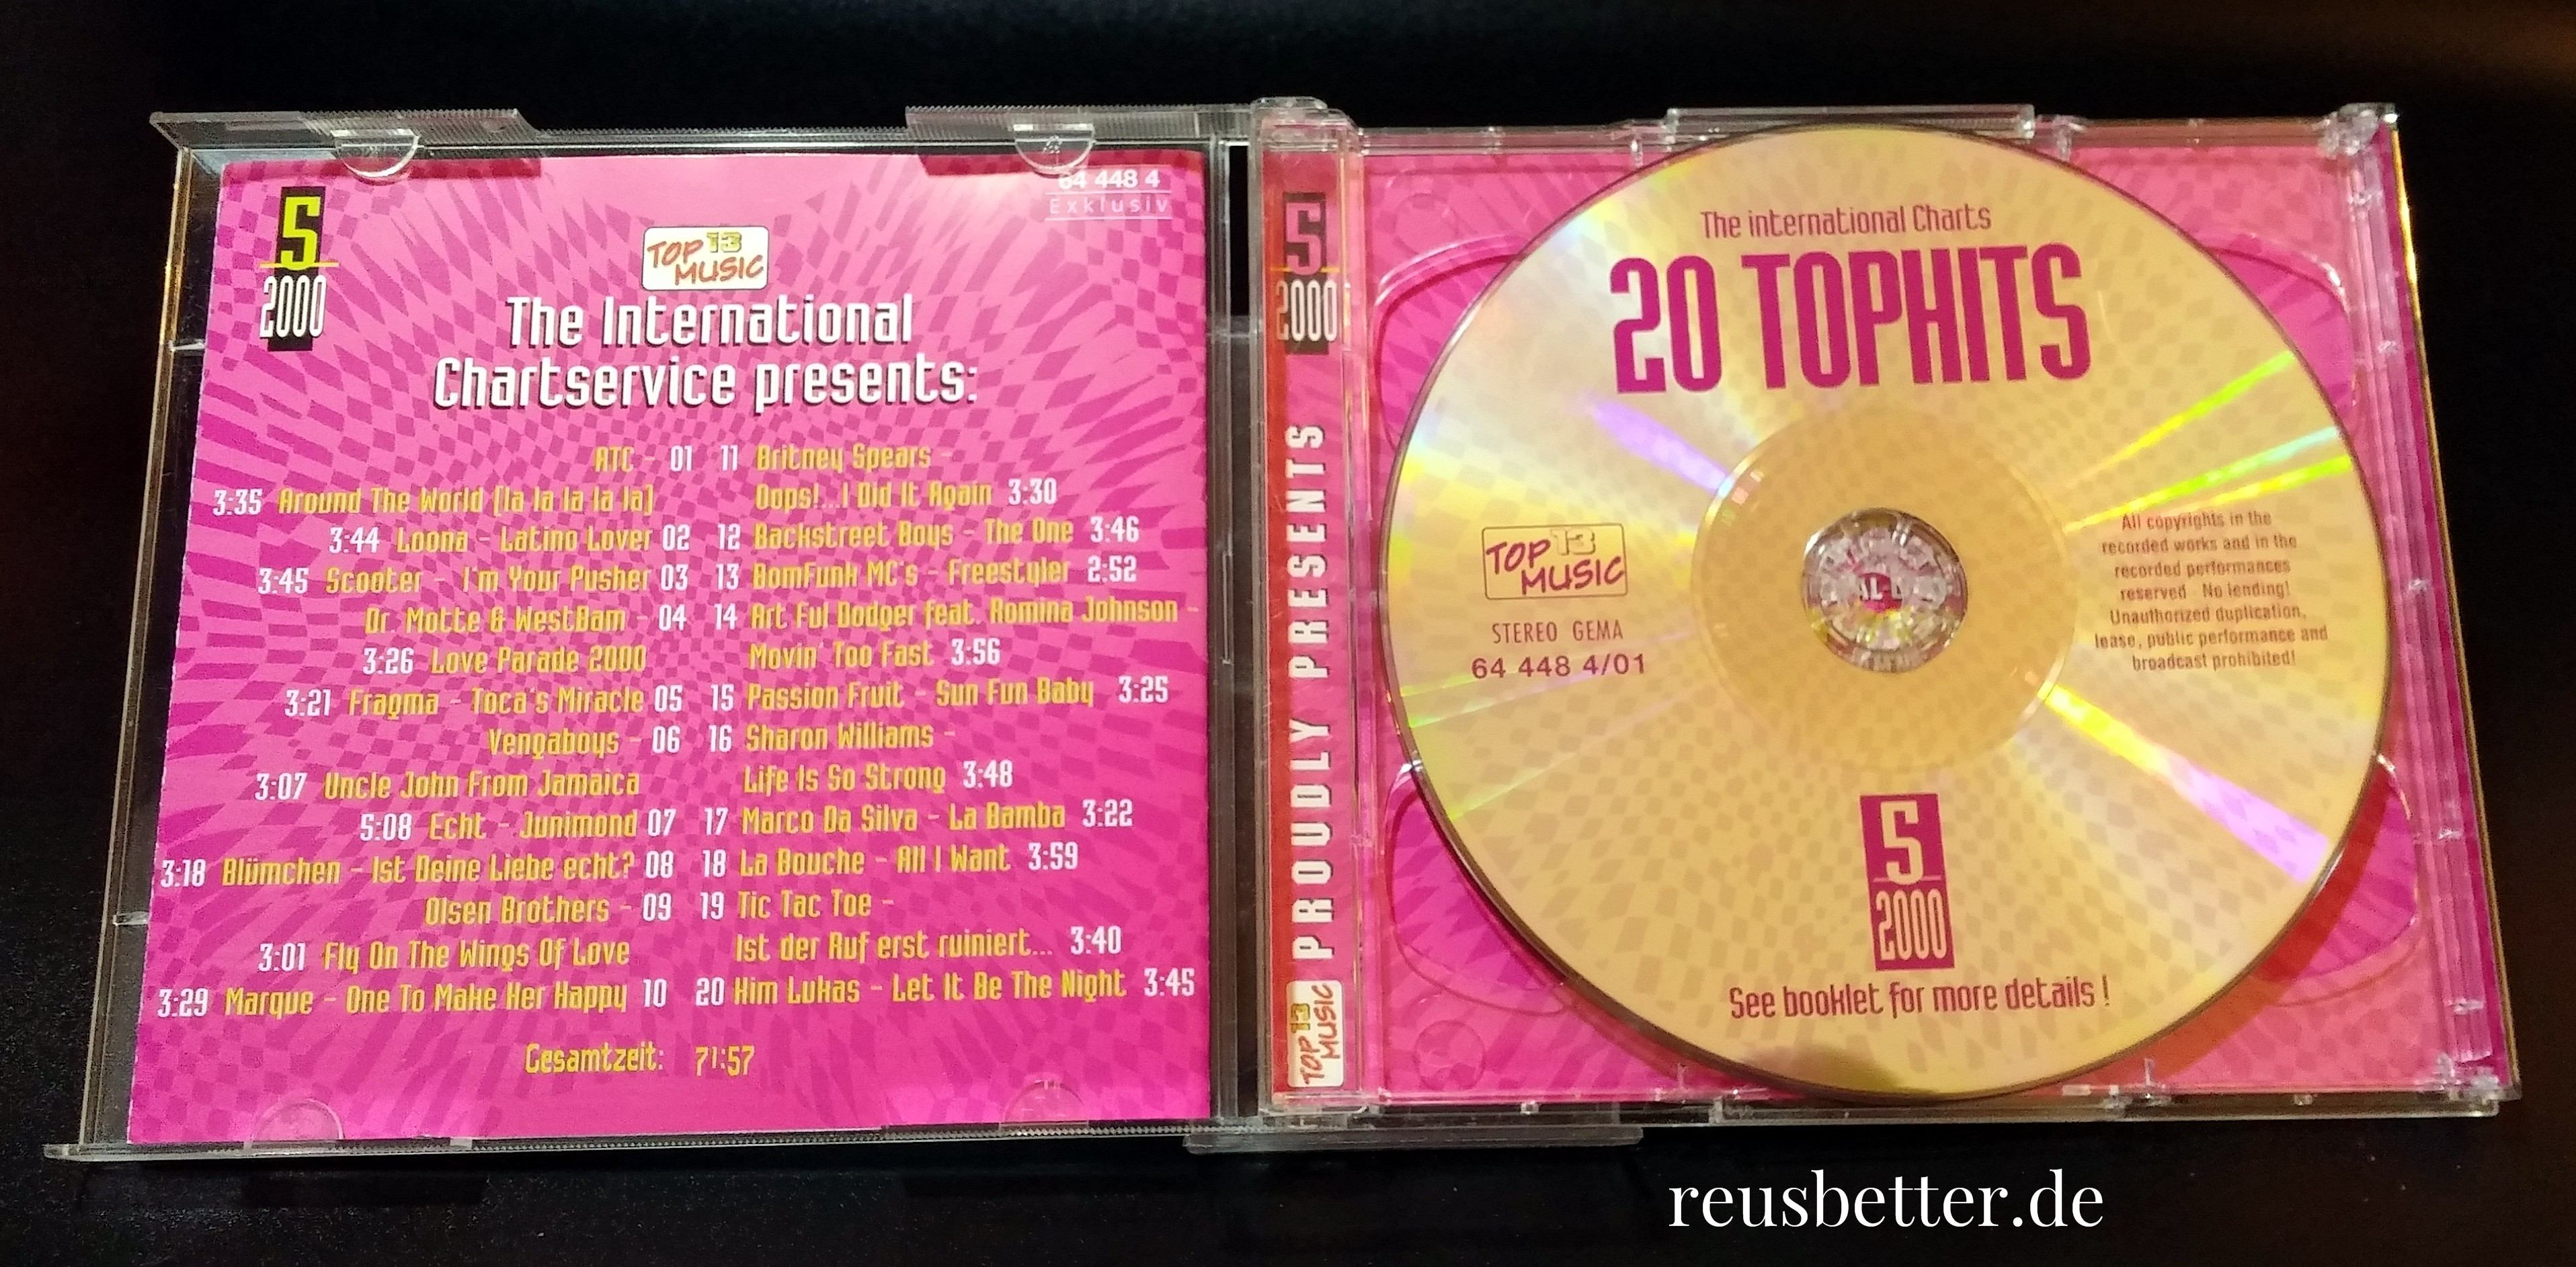 5
2000
64 448 4
Exklusiv
TOP 13
MUSIC
The International
Chartservice presents:
ATC - 01
3:35 Around The World (la la la la la)
3:44 Loona - Latino Lover 02
3:45 Scooter - I'm Your Pusher 03
Dr. Motte & WestBam - 04
3:26 Love Parade 2000
3:21 Fragma - Toca's Miracle 05
Vengaboys - 06
3:07 Uncle John From Jamaica
5:08 Echt - Junimond 07
3:18 Blümchen - Ist Deine Liebe echt? 08
Olsen Brothers - 09
3:01 Fly On The Wings Of Love
3:29 Marque - One To Make Her Happy 10
11 Britney Spears -
Oops!...I Did It Again 3:30
12 Backstreet Boys - The One 3:46
13 BomFunk MC's - Freestyler 2:52
14 Art Ful Dodger feat. Romina Johnson -
Movin' Too Fast 3:56
15 Passion Fruit - Sun Fun Baby 3:25
16 Sharon Williams -
Life Is So Strong 3:48
17 Marco Da Silva - La Bamba 3:22
18 La Bouche - All I Want 3:59
19 Tic Tac Toe -
Ist der Ruf erst ruiniert... 3:40
20 Kim Lukas - Let It Be The Night 3:45
Gesamtzeit: 71:57
5
2000
PROUDLY PRESENTS
TOP 13
MUSIC
The international Charts
20 TOPHITS
TOP 13
MUSIC
STEREO GEMA
64 448 4/01
All copyrights in the
recorded works and in the
recorded performances
reserved No lending!
Unauthorized duplication,
lease, public performance and
broadcast prohibited!
5
2000
See booklet for more details !
reusbetter.de